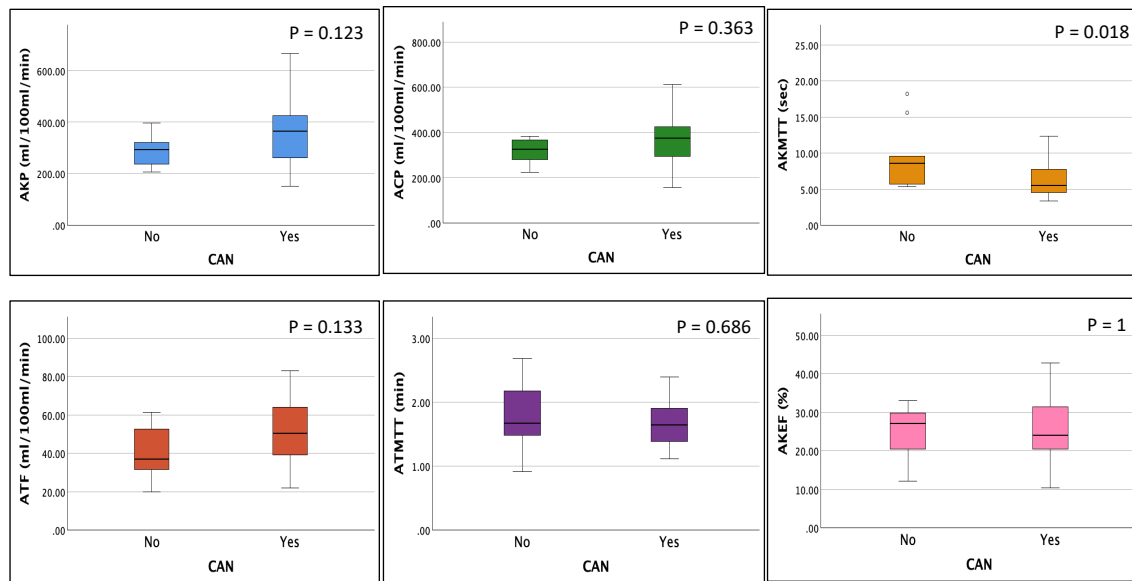 P = 0.123
AKP (ml/100ml/min)
600.00
400.00
200.00
.00
No Yes
CAN
P = 0.363
ACP (ml/100ml/min)
800.00
600.00
400.00
200.00
.00
No Yes
CAN
P = 0.018
AKMTT (sec)
25.00
20.00
15.00
10.00
5.00
.00
No Yes
CAN
P = 0.133
ATF (ml/100ml/min)
100.00
80.00
60.00
40.00
20.00
.00
No Yes
CAN
P = 0.686
ATMTT (min)
3.00
2.00
1.00
.00
No Yes
CAN
P = 1
AKEF (%)
50.00
40.00
30.00
20.00
10.00
.00
No Yes
CAN